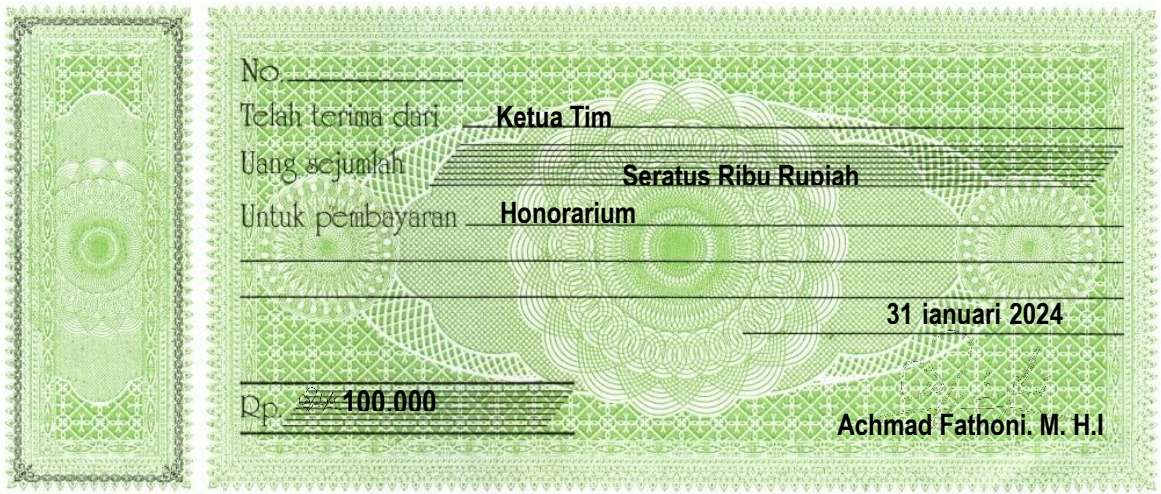 No.
Telah terima dari Ketua Tim
Uang sejumlah Seratus Ribu Rupiah
Untuk pembayaran Honorarium
31 januari 2024
Rp. 100.000
Achmad Fathoni. M. H.I